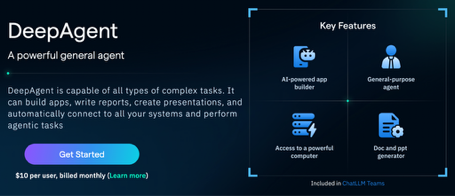 DeepAgent
A powerful general agent
DeepAgent is capable of all types of complex tasks. It
can build apps, write reports, create presentations, and
automatically connect to all your systems and perform
agentic tasks
Get Started
$10 per user, billed monthly (Learn more)
Key Features
AI-powered app
builder
General-purpose
agent
Access to a powerful
computer
Doc and ppt
generator
Included in ChatLLM Teams